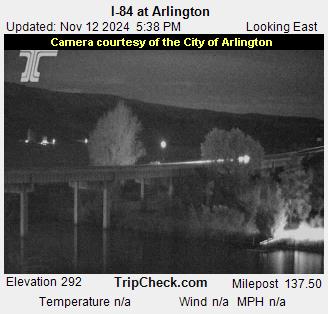 I-84 at Arlington
Updated: Nov 12 2024 5:38 PM Looking East
Camera courtesy of the City of Arlington
Elevation 292 TripCheck.com Milepost 137.50
Temperature n/a Wind n/a MPH n/a